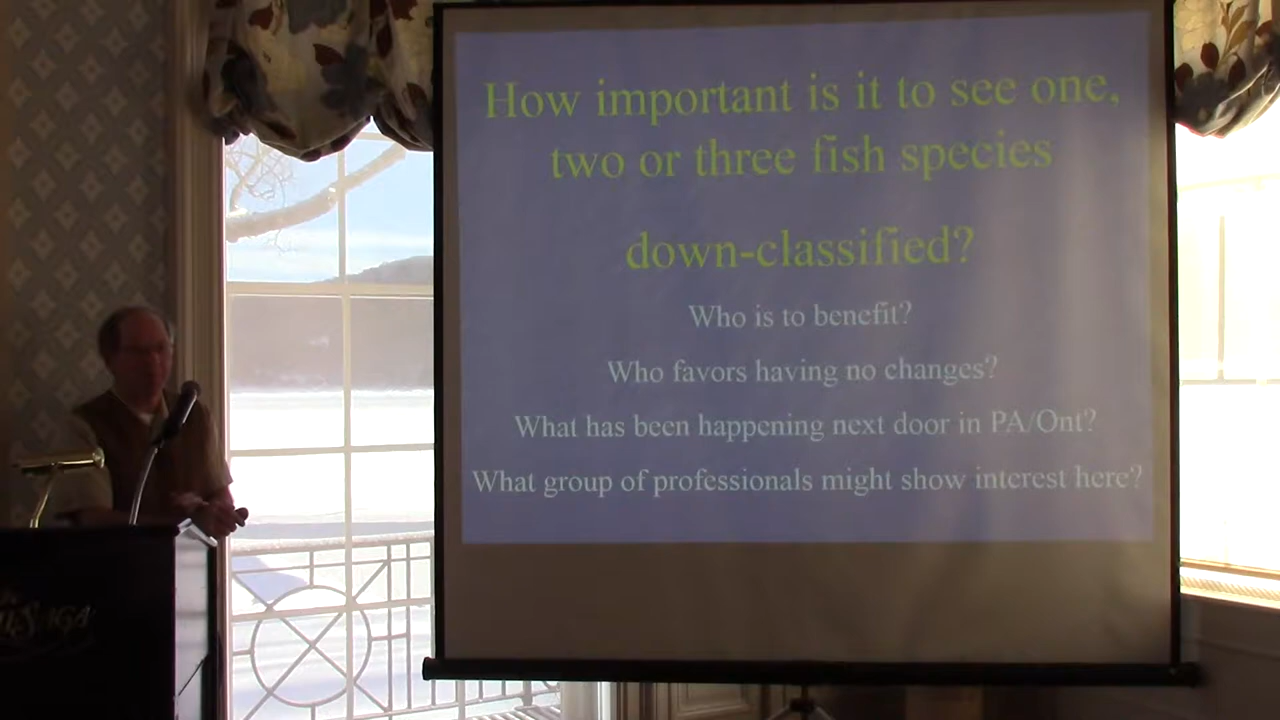 How important is it to see one,
two or three fish species
down-classified?
Who is to benefit?
Who favors having no changes?
What has been happening next door in PA/Ont?
What group of professionals might show interest here?